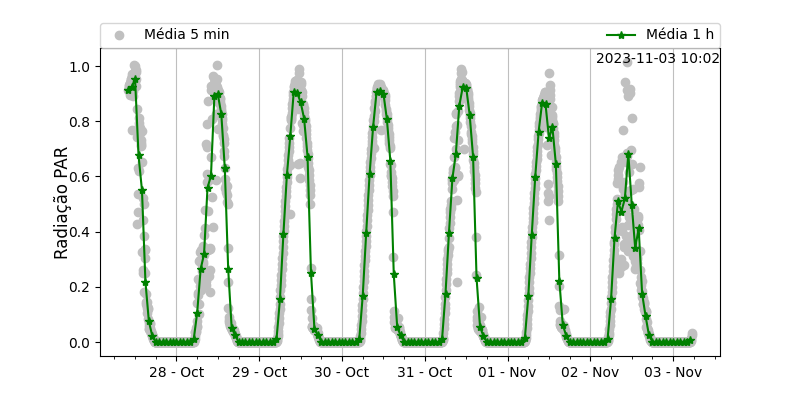 Média 5 min
Média 1 h
2023-11-03 10:02
1.0
0.8
0.6
0.4
0.2
0.0
Radiação PAR
28 - Oct
29 - Oct
30 - Oct
31 - Oct
01 - Nov
02 - Nov
03 - Nov